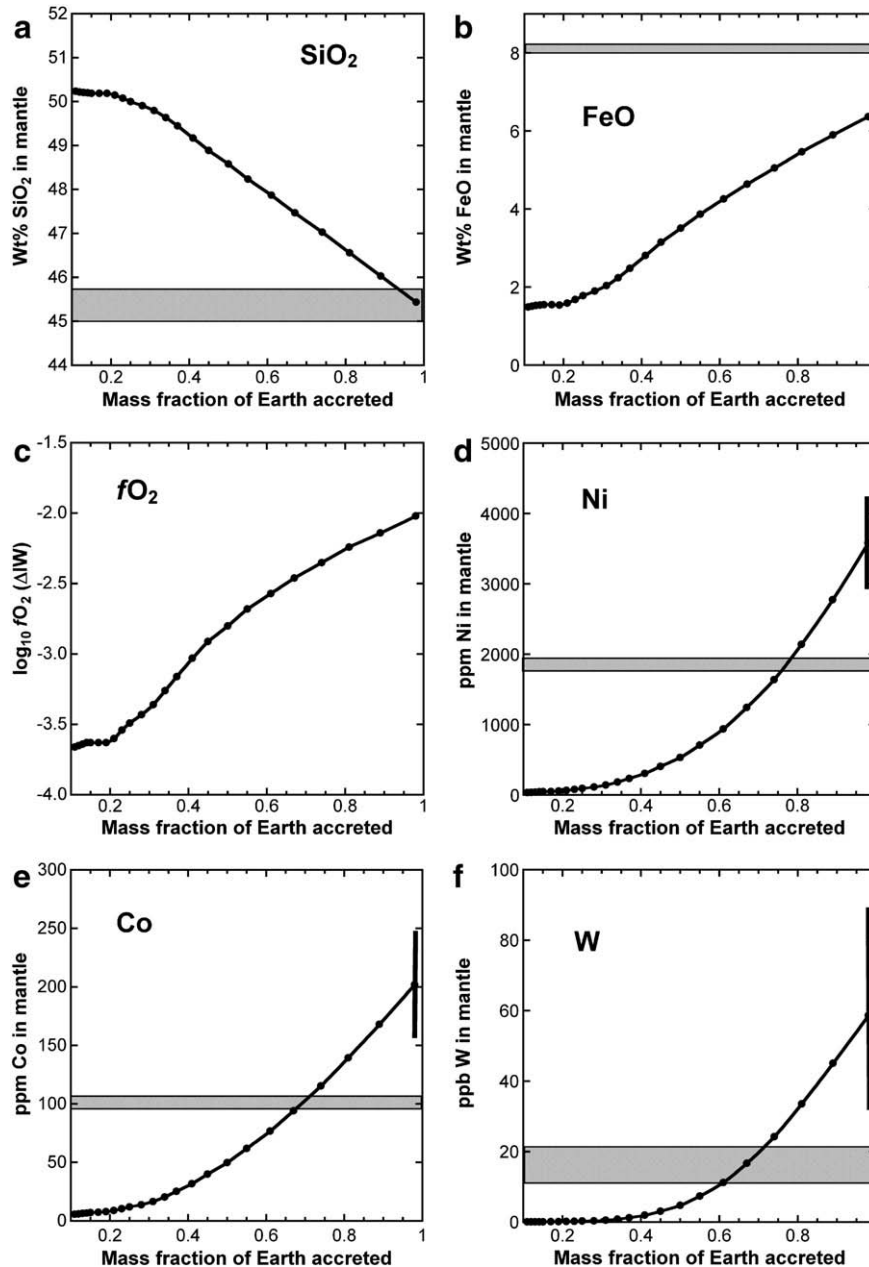 a
SiO2
Wt% SiO2 in mantle
52
51
50
49
48
47
46
45
44
0.2 0.4 0.6 0.8 1
Mass fraction of Earth accreted
b
FeO
Wt% FeO in mantle
8
6
4
2
0
0.2 0.4 0.6 0.8
Mass fraction of Earth accreted
c
fO2
log10 fO2 (ΔIW)
-1.5
-2.0
-2.5
-3.0
-3.5
-4.0
0.2 0.4 0.6 0.8 1
Mass fraction of Earth accreted
d
Ni
ppm Ni in mantle
5000
4000
3000
2000
1000
0
0.2 0.4 0.6 0.8
Mass fraction of Earth accreted
e
Co
ppm Co in mantle
300
250
200
150
100
50
0
0.2 0.4 0.6 0.8 1
Mass fraction of Earth accreted
f
W
ppb W in mantle
100
80
60
40
20
0
0.2 0.4 0.6 0.8
Mass fraction of Earth accreted